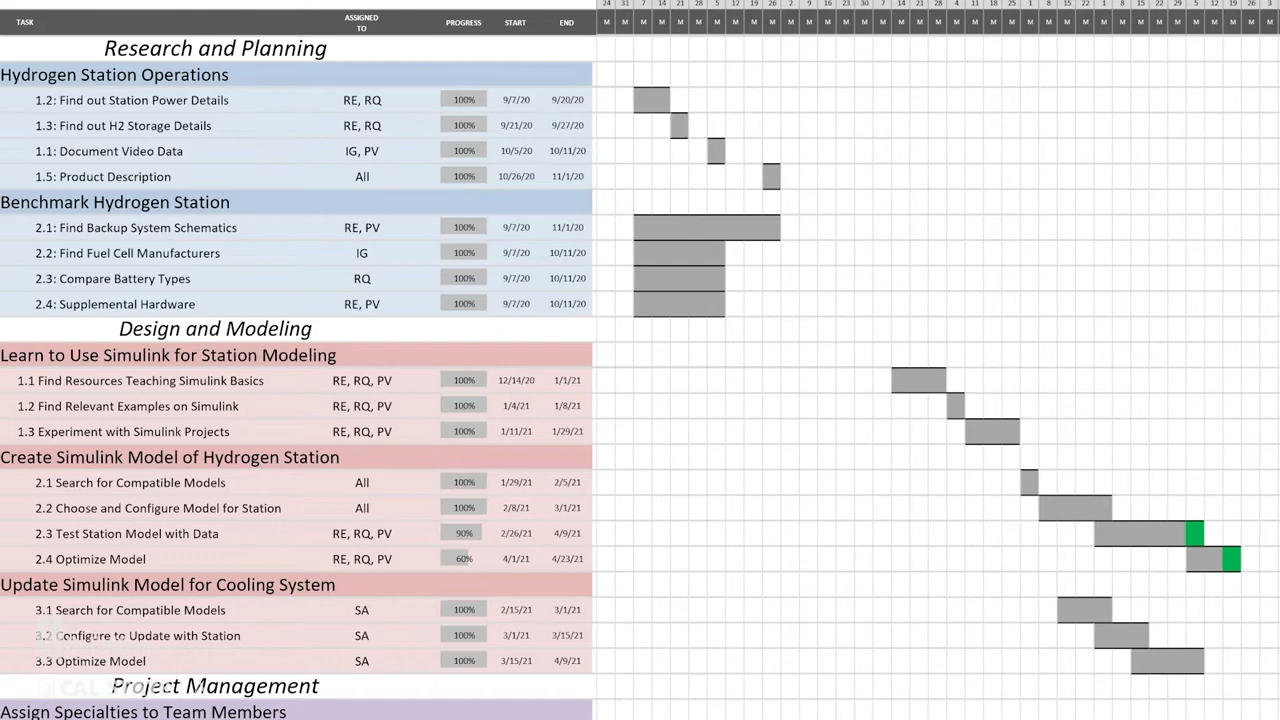 24 31 7 14 21 28 5 12 19 26 2 9 16 23 30 7 14 21 28 4 11 18 25 1 8 15 22 1 8 15 22 29 5 12 19 26 3
TASK ASSIGNED TO PROGRESS START END M M M M M M M M M M M M M M M M M M M M M M M M M M M M M M M M M M M M M
Research and Planning
Hydrogen Station Operations
1.2: Find out Station Power Details RE, RQ 100% 9/7/20 9/20/20
1.3: Find out H2 Storage Details RE, RQ 100% 9/21/20 9/27/20
1.1: Document Video Data IG, PV 100% 10/5/20 10/11/20
1.5: Product Description All 100% 10/26/20 11/1/20
Benchmark Hydrogen Station
2.1: Find Backup System Schematics RE, PV 100% 9/7/20 11/1/20
2.2: Find Fuel Cell Manufacturers IG 100% 9/7/20 10/11/20
2.3: Compare Battery Types RQ 100% 9/7/20 10/11/20
2.4: Supplemental Hardware RE, PV 100% 9/7/20 10/11/20
Design and Modeling
Learn to Use Simulink for Station Modeling
1.1 Find Resources Teaching Simulink Basics RE, RQ, PV 100% 12/14/20 1/1/21
1.2 Find Relevant Examples on Simulink RE, RQ, PV 100% 1/4/21 1/8/21
1.3 Experiment with Simulink Projects RE, RQ, PV 100% 1/11/21 1/29/21
Create Simulink Model of Hydrogen Station
2.1 Search for Compatible Models All 100% 1/29/21 2/5/21
2.2 Choose and Configure Model for Station All 100% 2/8/21 3/1/21
2.3 Test Station Model with Data RE, RQ, PV 90% 2/26/21 4/9/21
2.4 Optimize Model RE, RQ, PV 60% 4/1/21 4/23/21
Update Simulink Model for Cooling System
3.1 Search for Compatible Models SA 100% 2/15/21 3/1/21
3.2 Configure to Update with Station SA 100% 3/1/21 3/15/21
3.3 Optimize Model SA 100% 3/15/21 4/9/21
Project Management
CAL
Assign Specialties to Team Members